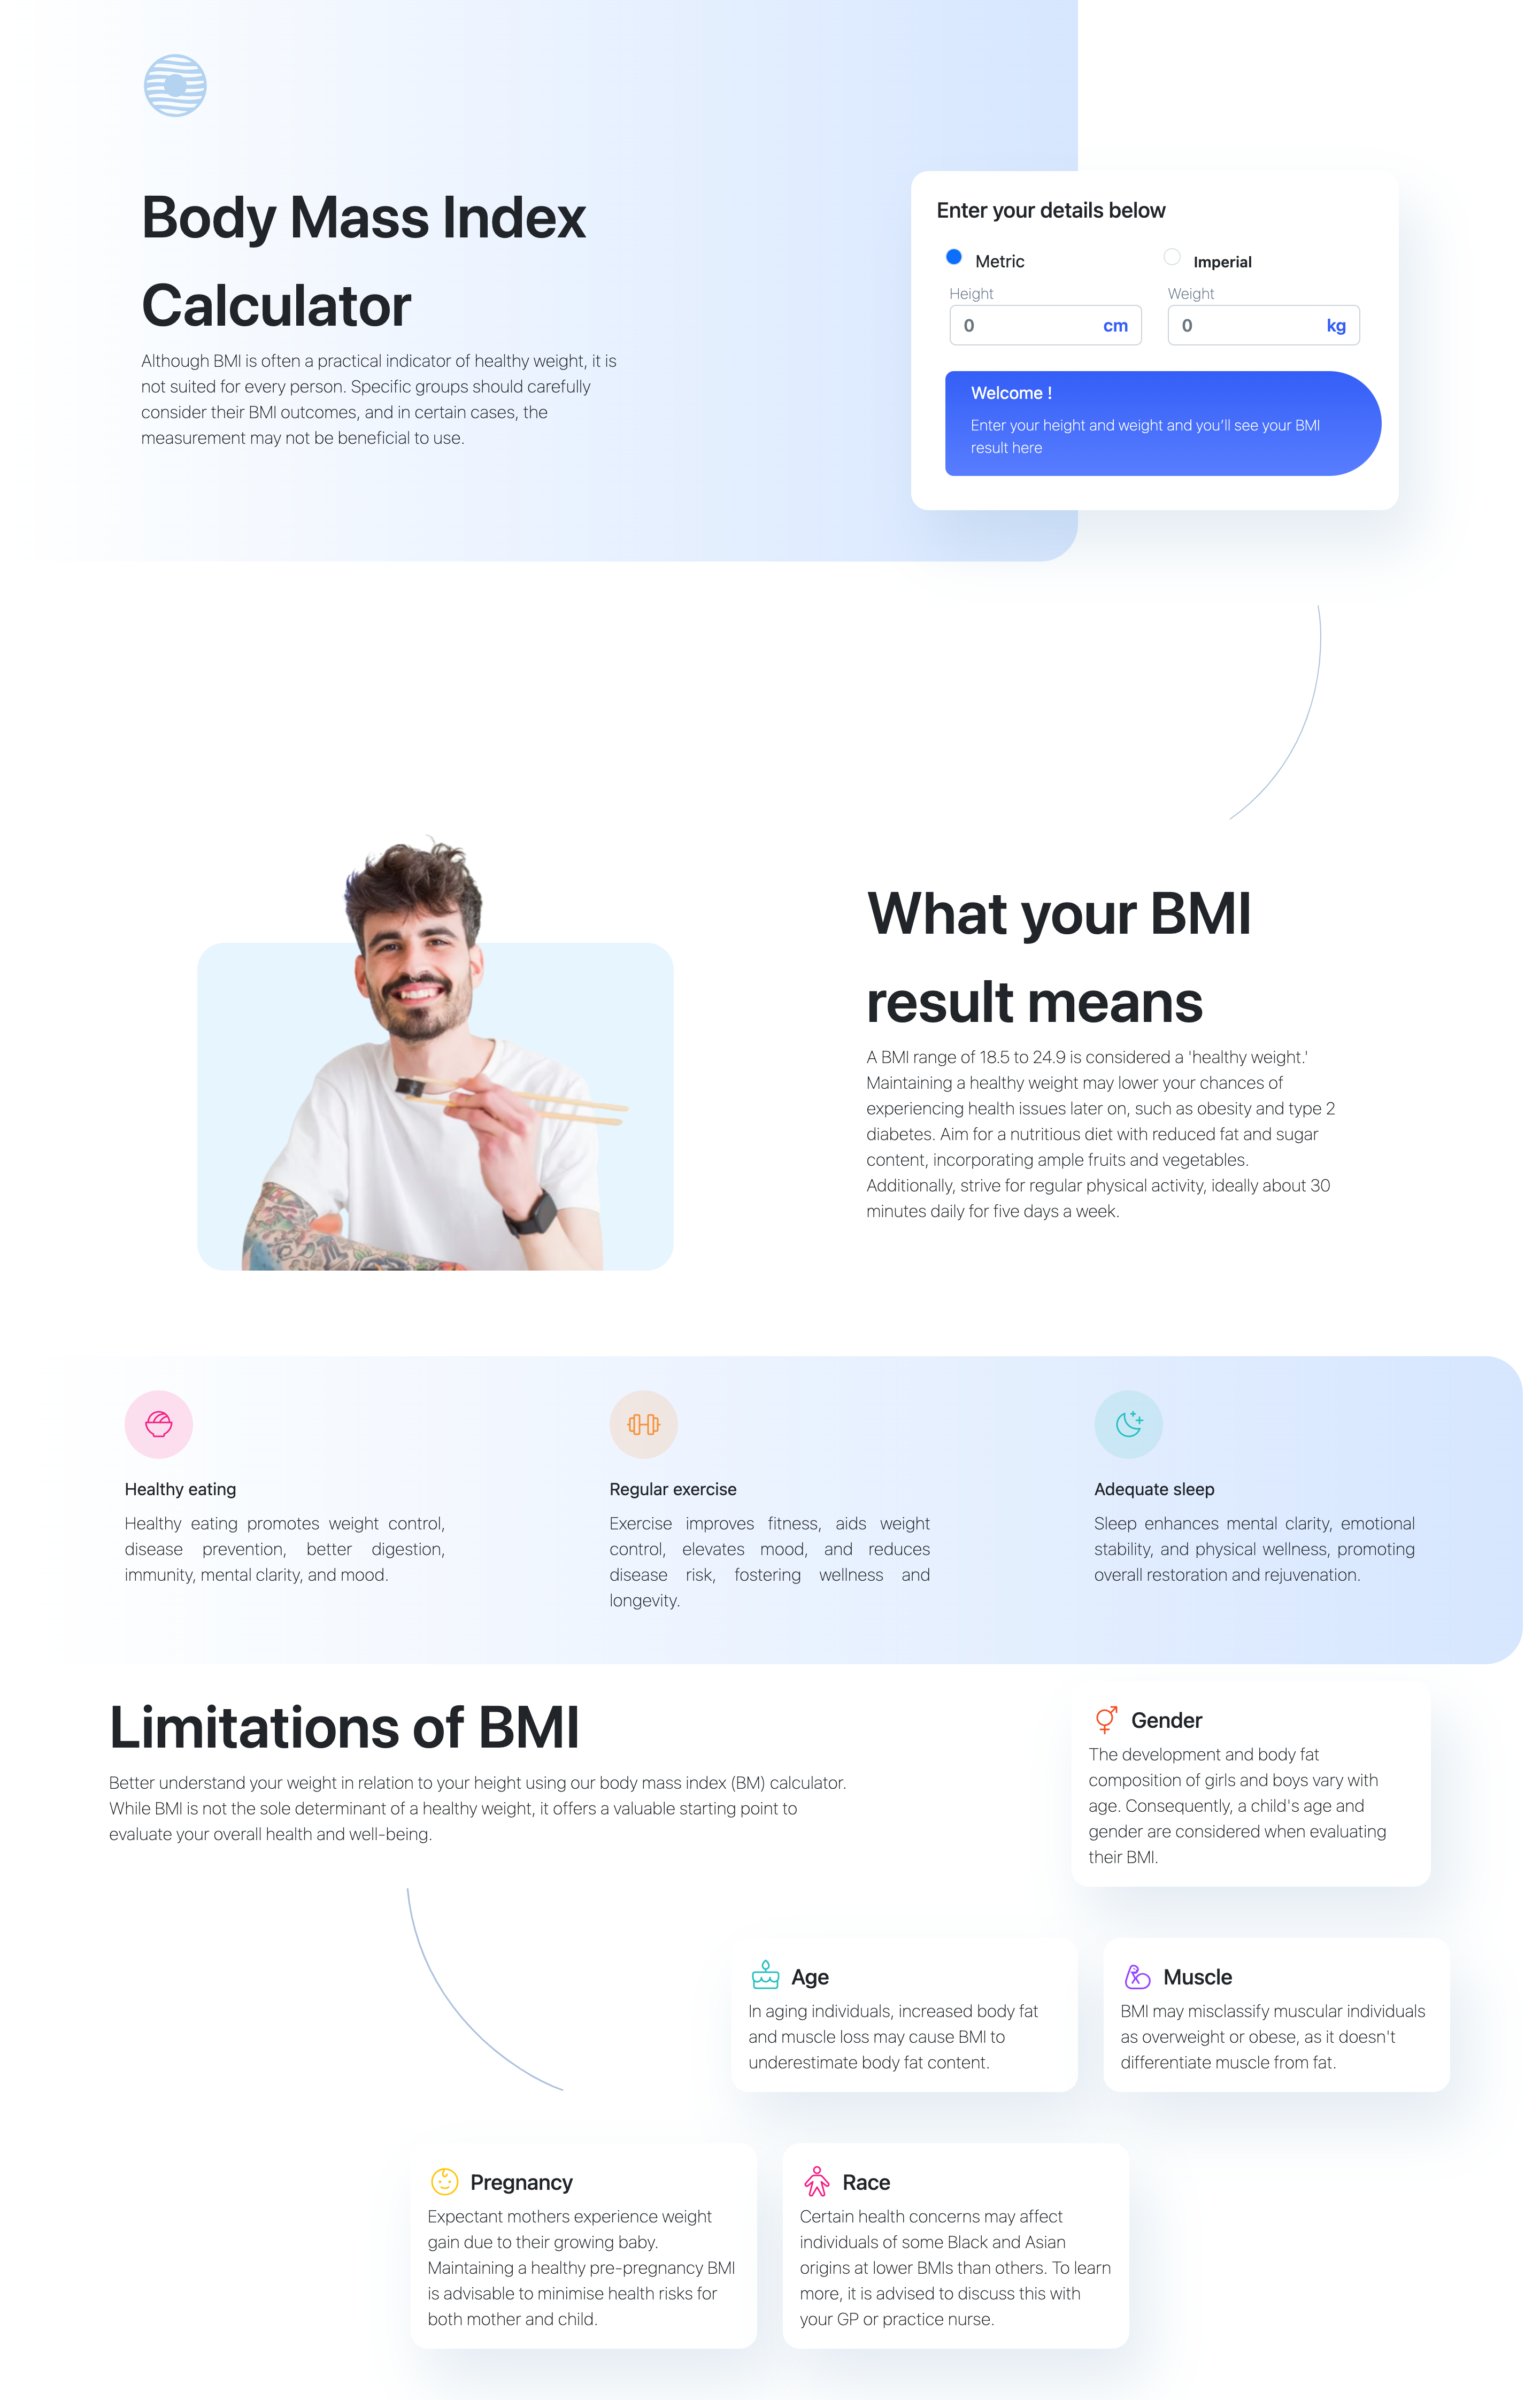 Body Mass Index
Calculator
Although BMI is often a practical indicator of healthy weight, it is
not suited for every person. Specific groups should carefully
consider their BMI outcomes, and in certain cases, the
measurement may not be beneficial to use.
Enter your details below
Metric
Imperial
Height
Weight
0 cm
0 kg
Welcome !
Enter your height and weight and you’ll see your BMI
result here
What your BMI
result means
A BMI range of 18.5 to 24.9 is considered a 'healthy weight.'
Maintaining a healthy weight may lower your chances of
experiencing health issues later on, such as obesity and type 2
diabetes. Aim for a nutritious diet with reduced fat and sugar
content, incorporating ample fruits and vegetables.
Additionally, strive for regular physical activity, ideally about 30
minutes daily for five days a week.
Healthy eating
Healthy eating promotes weight control,
disease prevention, better digestion,
immunity, mental clarity, and mood.
Regular exercise
Exercise improves fitness, aids weight
control, elevates mood, and reduces
disease risk, fostering wellness and
longevity.
Adequate sleep
Sleep enhances mental clarity, emotional
stability, and physical wellness, promoting
overall restoration and rejuvenation.
Limitations of BMI
Better understand your weight in relation to your height using our body mass index (BM) calculator.
While BMI is not the sole determinant of a healthy weight, it offers a valuable starting point to
evaluate your overall health and well-being.
Gender
The development and body fat
composition of girls and boys vary with
age. Consequently, a child's age and
gender are considered when evaluating
their BMI.
Age
In aging individuals, increased body fat
and muscle loss may cause BMI to
underestimate body fat content.
Muscle
BMI may misclassify muscular individuals
as overweight or obese, as it doesn't
differentiate muscle from fat.
Pregnancy
Expectant mothers experience weight
gain due to their growing baby.
Maintaining a healthy pre-pregnancy BMI
is advisable to minimise health risks for
both mother and child.
Race
Certain health concerns may affect
individuals of some Black and Asian
origins at lower BMIs than others. To learn
more, it is advised to discuss this with
your GP or practice nurse.